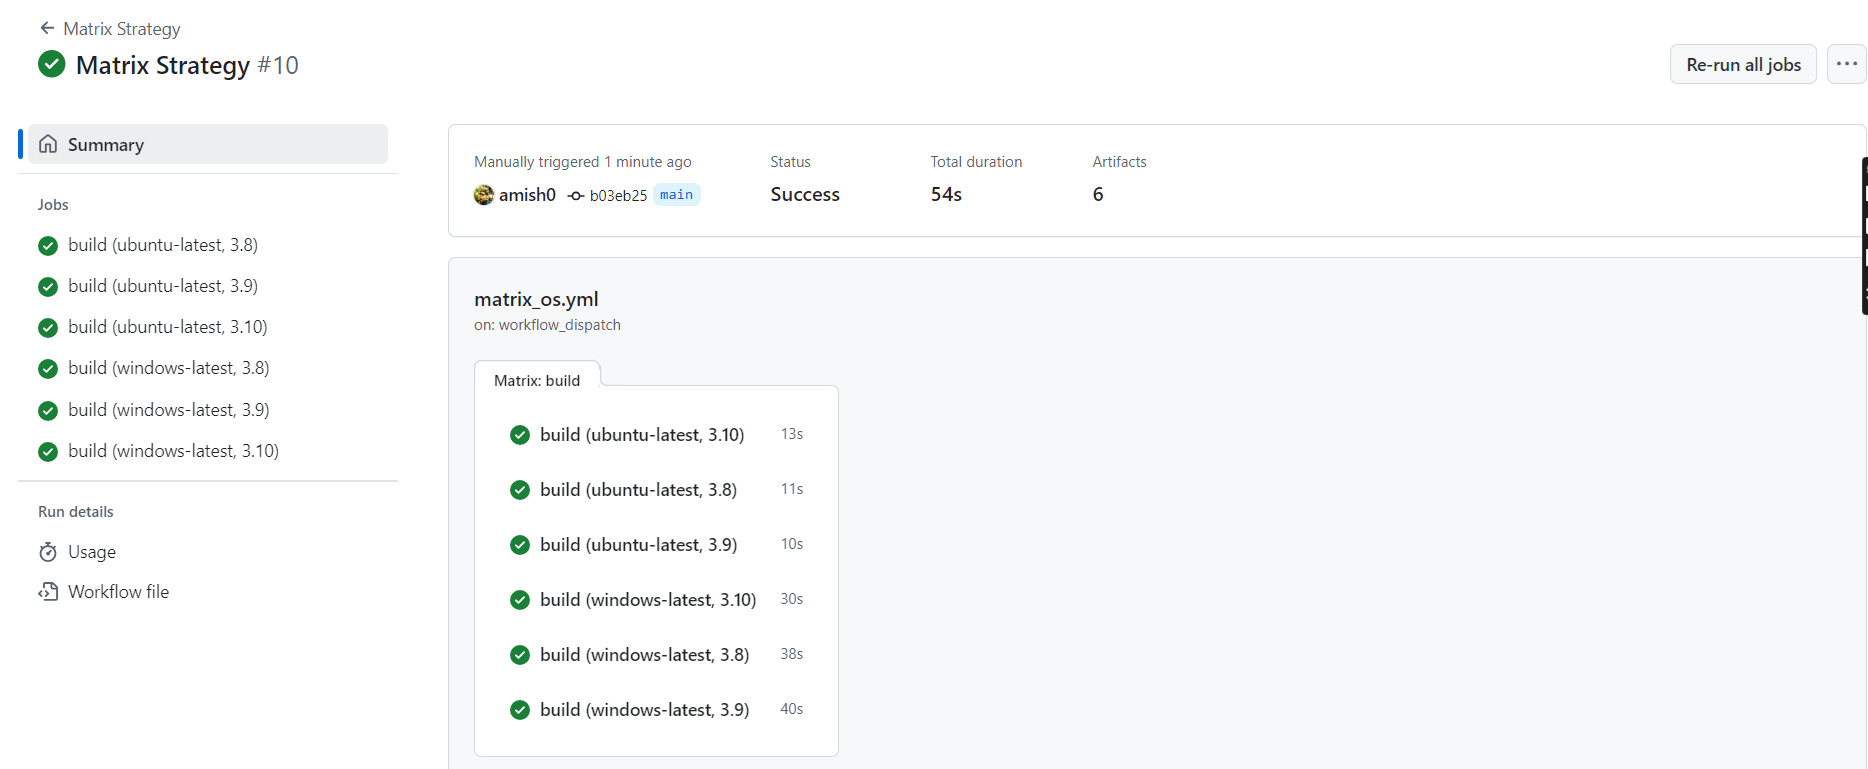 Matrix Strategy
Matrix Strategy #10
Re-run all jobs
Summary
Jobs
build (ubuntu-latest, 3.8)
build (ubuntu-latest, 3.9)
build (ubuntu-latest, 3.10)
build (windows-latest, 3.8)
build (windows-latest, 3.9)
build (windows-latest, 3.10)
Run details
Usage
Workflow file
Manually triggered 1 minute ago
amish0 b03eb25 main
Status
Success
Total duration
54s
Artifacts
6
matrix_os.yml
on: workflow_dispatch
Matrix: build
build (ubuntu-latest, 3.10) 13s
build (ubuntu-latest, 3.8) 11s
build (ubuntu-latest, 3.9) 10s
build (windows-latest, 3.10) 30s
build (windows-latest, 3.8) 38s
build (windows-latest, 3.9) 40s